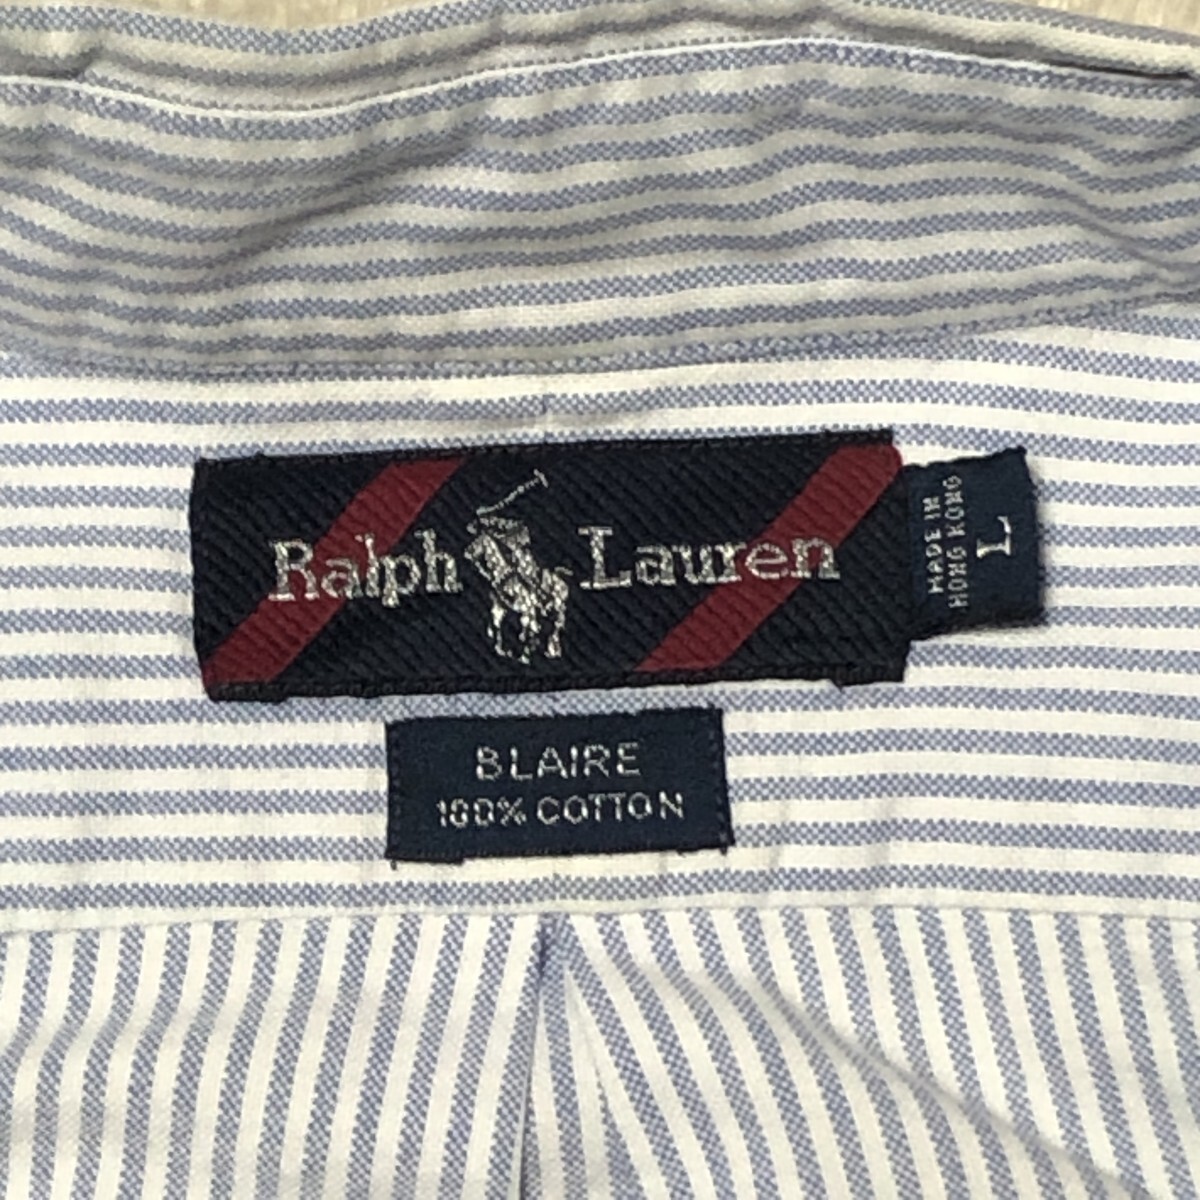 Ralph Lauren
MADE IN
HONG KONG
L
BLAIRE
100% COTTON